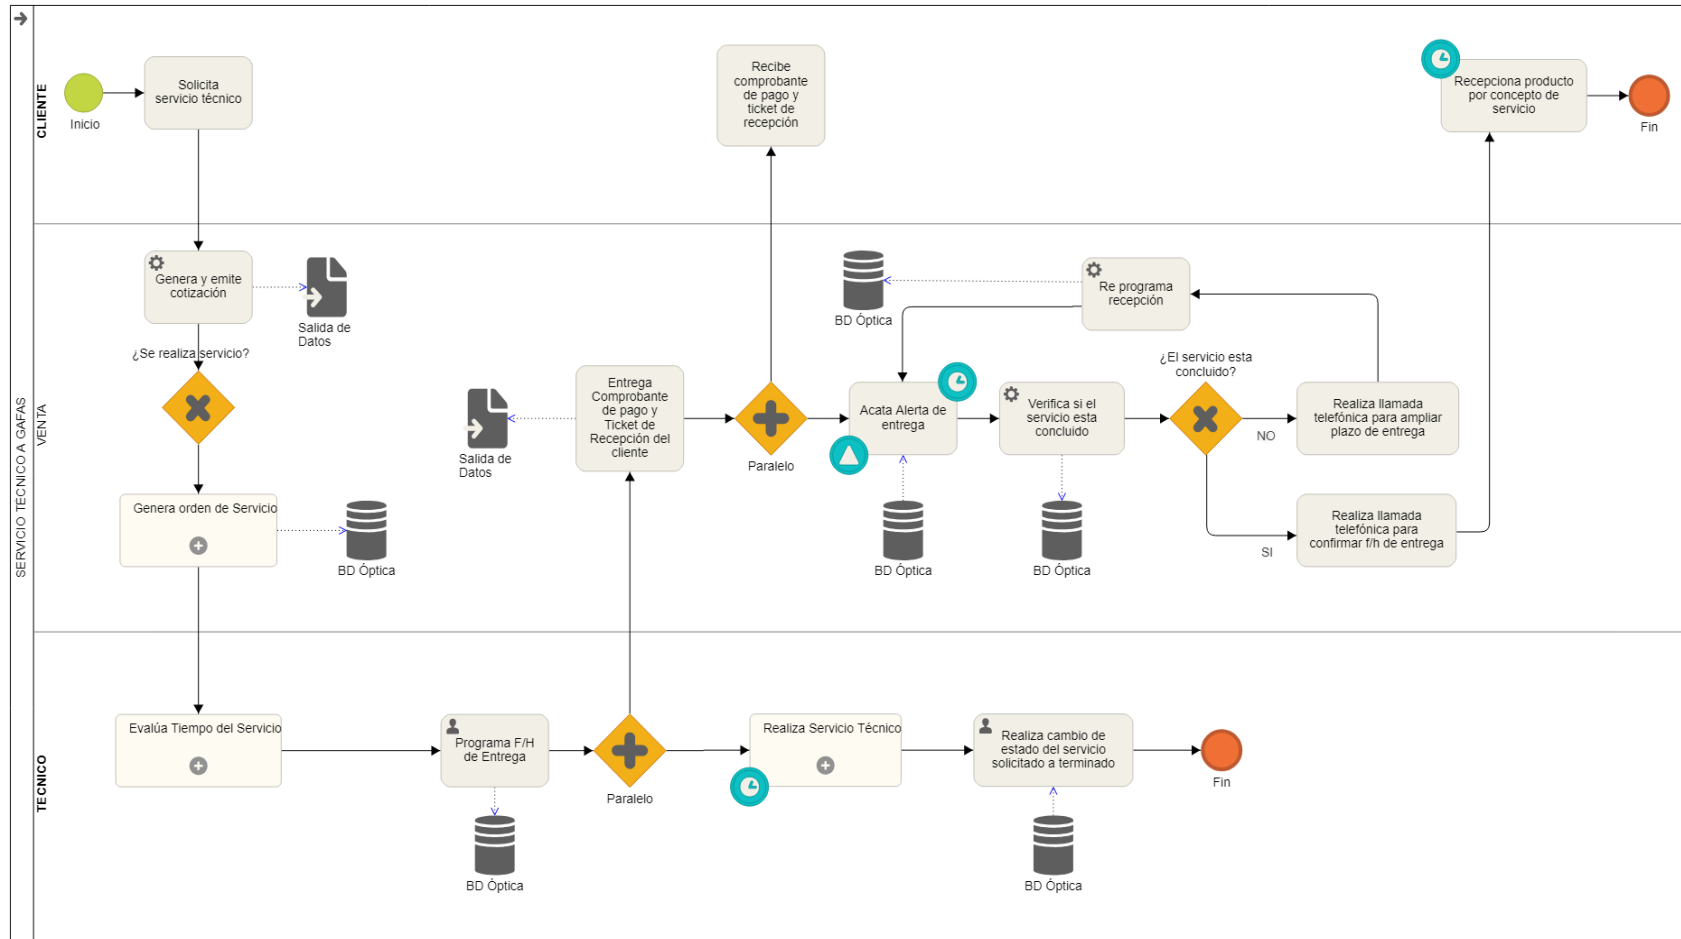 SERVICIO TÉCNICO A GAFAS
CLIENTE
Inicio
Solicita
servicio técnico
Recibe
comprobante
de pago y
ticket de
recepción
Recepciona producto
por concepto de
servicio
Fin
VENTA
Genera y emite
cotización
Salida de
Datos
¿Se realiza servicio?
Genera orden de Servicio
BD Óptica
Salida de
Datos
Entrega
Comprobante
de pago y
Ticket de
Recepción del
cliente
Paralelo
BD Óptica
Re programa
recepción
Acata Alerta de
entrega
BD Óptica
Verifica si el
servicio esta
concluido
BD Óptica
¿El servicio esta
concluido?
NO
Realiza llamada
telefónica para ampliar
plazo de entrega
SI
Realiza llamada
telefónica para
confirmar f/h de entrega
TECNICO
Evalúa Tiempo del Servicio
Programa F/H
de Entrega
BD Óptica
Paralelo
Realiza Servicio Técnico
Realiza cambio de
estado del servicio
solicitado a terminado
BD Óptica
Fin